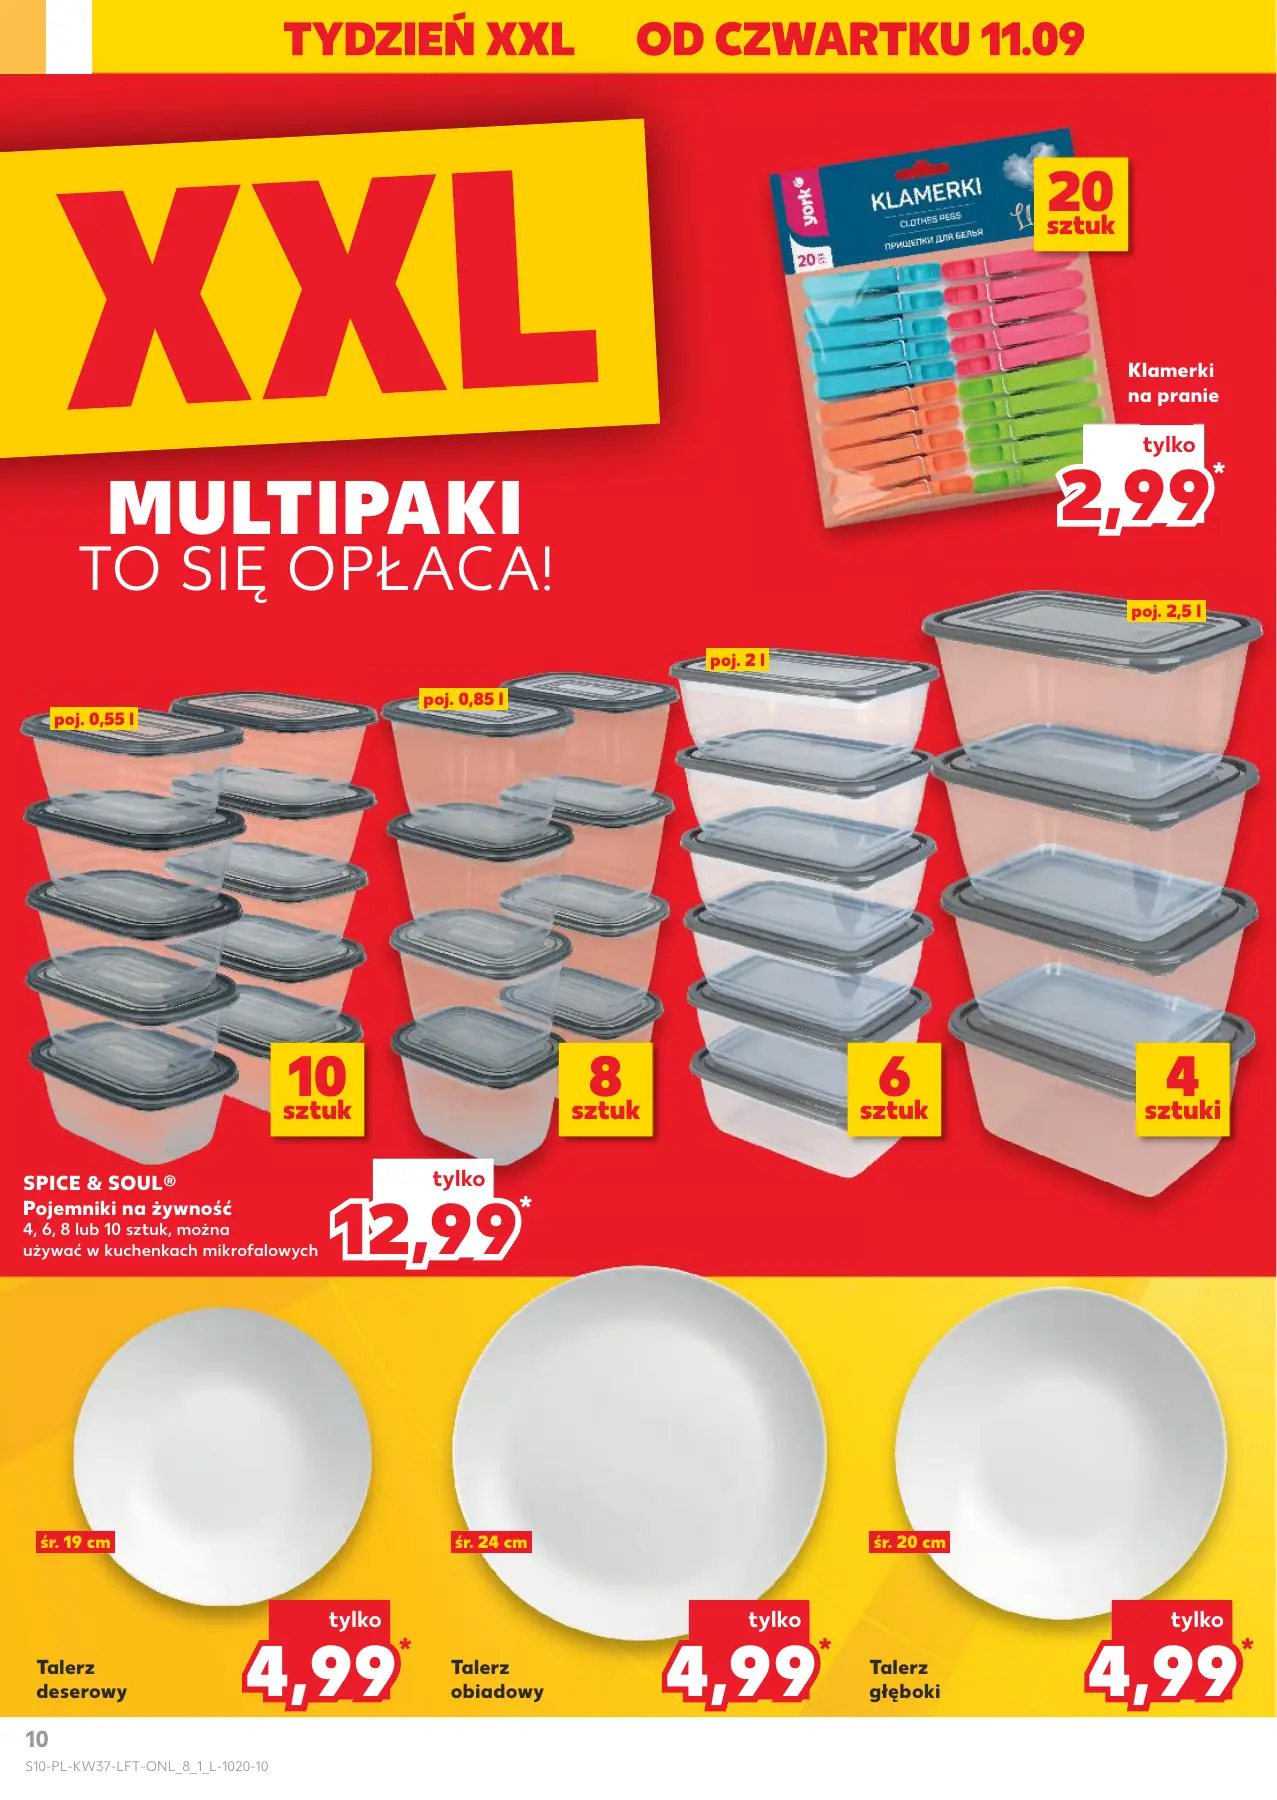 TYDZIEŃ XXL OD CZWARTKU 11.09
XXL
MULTIPAKI
TO SIĘ OPŁACA!
york
KLAMERKI
CLOTHES PEGS
ПРИЩЕПКИ ДЛЯ БЕЛЬЯ
20
20
sztuk
Klamerki
na pranie
tylko
2,99*
poj. 0,55 l
poj. 0,85 l
poj. 2 l
poj. 2,5 l
10
sztuk
8
sztuk
6
sztuk
4
sztuki
SPICE & SOUL®
Pojemniki na żywność
4, 6, 8 lub 10 sztuk, można
używać w kuchenkach mikrofalowych
tylko
12,99*
śr. 19 cm
Talerz
deserowy
tylko
4,99*
śr. 24 cm
Talerz
obiadowy
tylko
4,99*
śr. 20 cm
Talerz
głęboki
tylko
4,99*
10
S10-PL-KW37-LFT-ONL_8_1_L-1020-10